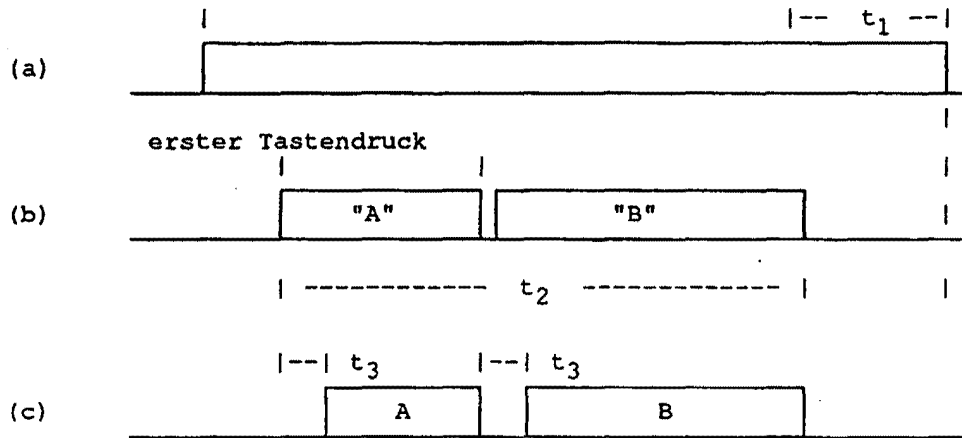 |-- t1 --|
(a)
erster Tastendruck
(b) "A" "B"
| ------------ t2 ------------ | |
|--| t3 |--| t3
(c) A B